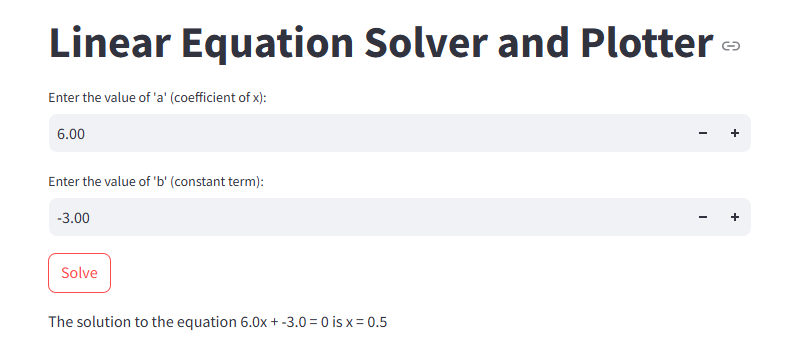 Linear Equation Solver and Plotter
Enter the value of 'a' (coefficient of x):
6.00
Enter the value of 'b' (constant term):
-3.00
Solve
The solution to the equation 6.0x + -3.0 = 0 is x = 0.5